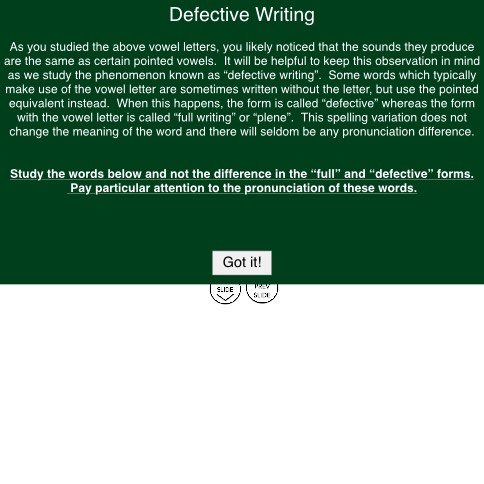 Defective Writing
As you studied the above vowel letters, you likely noticed that the sounds they produce
are the same as certain pointed vowels.  It will be helpful to keep this observation in mind
as we study the phenomenon known as “defective writing”.  Some words which typically
make use of the vowel letter are sometimes written without the letter, but use the pointed
equivalent instead.  When this happens, the form is called “defective” whereas the form
with the vowel letter is called “full writing” or “plene”.  This spelling variation does not
change the meaning of the word and there will seldom be any pronunciation difference.
Study the words below and not the difference in the “full” and “defective” forms.
Pay particular attention to the pronunciation of these words.
Got it!
SLIDE
PREV
SLIDE